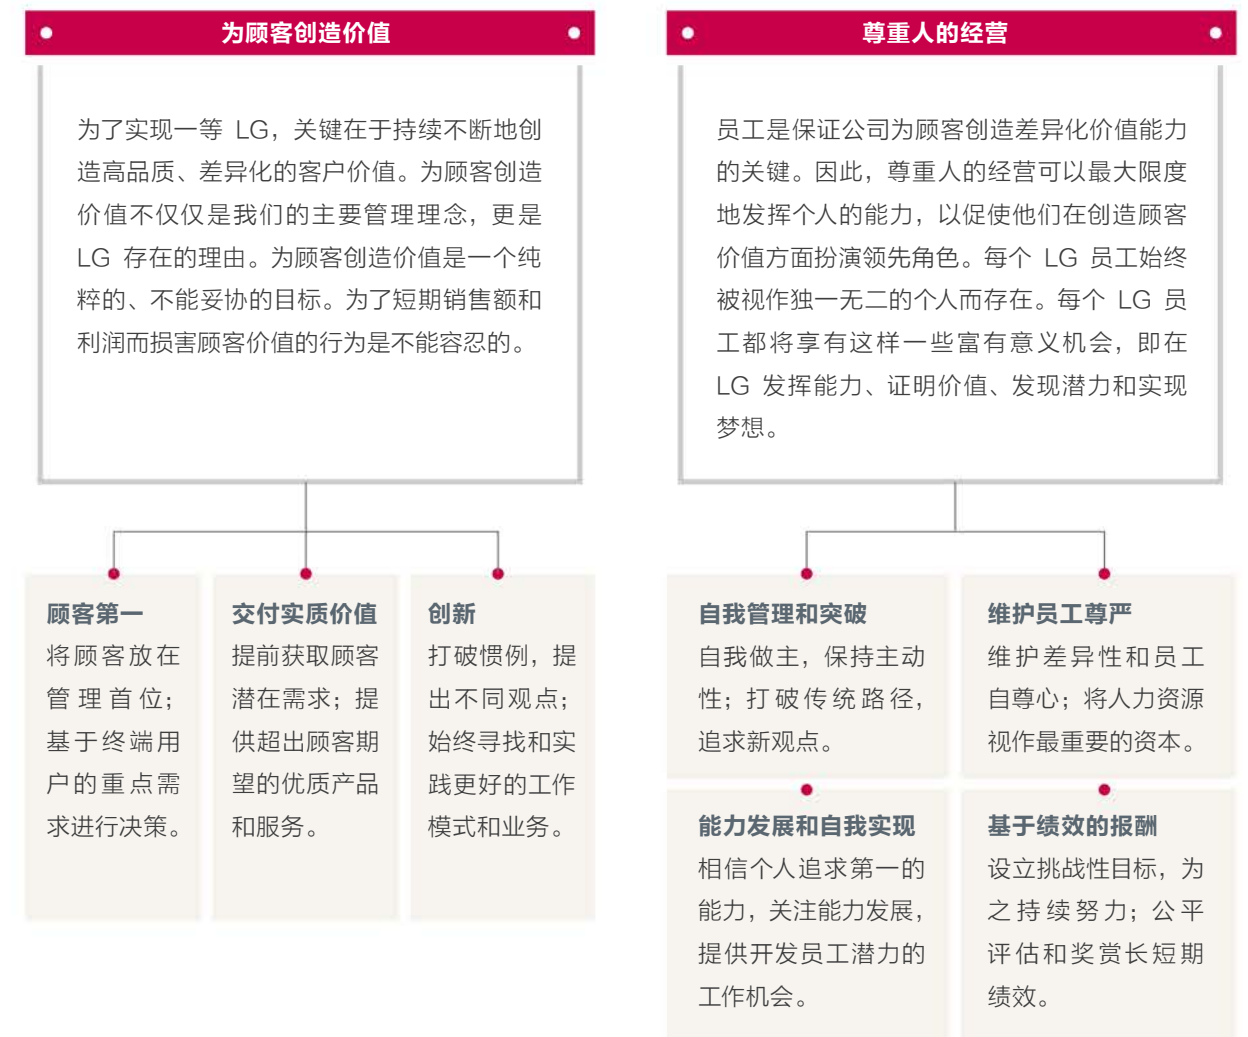 为顾客创造价值
为了实现一等 LG，关键在于持续不断地创
造高品质、差异化的客户价值。为顾客创造
价值不仅仅是我们的主要管理理念，更是
LG 存在的理由。为顾客创造价值是一个纯
粹的、不能妥协的目标。为了短期销售额和
利润而损害顾客价值的行为是不能容忍的。
顾客第一
将顾客放在
管理首位；
基于终端用
户的重点需
求进行决策。
交付实质价值
提前获取顾客
潜在需求；提
供超出顾客期
望的优质产品
和服务。
创新
打破惯例，提
出不同观点；
始终寻找和实
践更好的工作
模式和业务。
尊重人的经营
员工是保证公司为顾客创造差异化价值能力
的关键。因此，尊重人的经营可以最大限度
地发挥个人的能力，以促使他们在创造顾客
价值方面扮演领先角色。每个 LG 员工始终
被视作独一无二的个人而存在。每个 LG 员
工都将享有这样一些富有意义机会，即在
LG 发挥能力、证明价值、发现潜力和实现
梦想。
自我管理和突破
自我做主，保持主动
性；打破传统路径，
追求新观点。
维护员工尊严
维护差异性和员工
自尊心；将人力资源
视作最重要的资本。
能力发展和自我实现
相信个人追求第一的
能力，关注能力发展，
提供开发员工潜力的
工作机会。
基于绩效的报酬
设立挑战性目标，为
之持续努力；公平
评估和奖赏长短期
绩效。